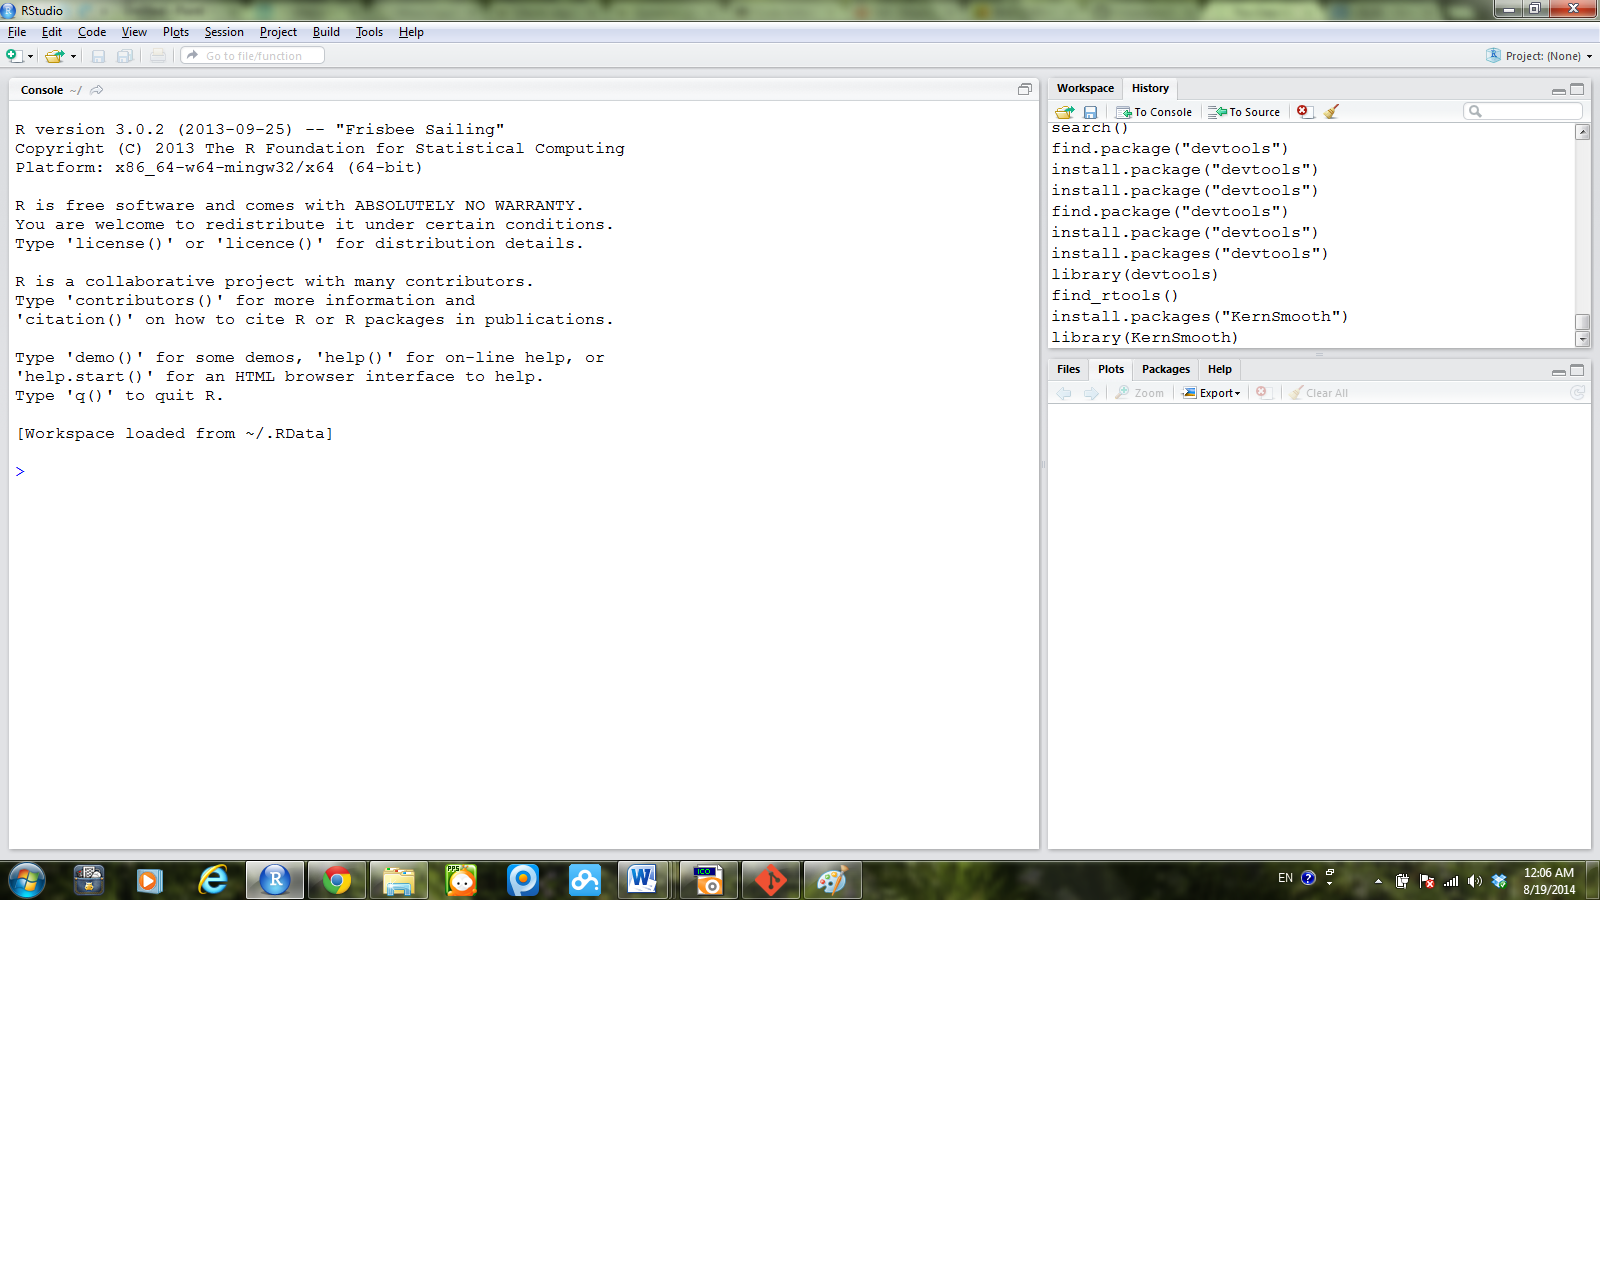 RStudio
File Edit Code View Plots Session Project Build Tools Help
Go to file/function
Project: (None)
Console ~/
R version 3.0.2 (2013-09-25) -- "Frisbee Sailing"
Copyright (C) 2013 The R Foundation for Statistical Computing
Platform: x86_64-w64-mingw32/x64 (64-bit)
R is free software and comes with ABSOLUTELY NO WARRANTY.
You are welcome to redistribute it under certain conditions.
Type 'license()' or 'licence()' for distribution details.
R is a collaborative project with many contributors.
Type 'contributors()' for more information and
'citation()' on how to cite R or R packages in publications.
Type 'demo()' for some demos, 'help()' for on-line help, or
'help.start()' for an HTML browser interface to help.
Type 'q()' to quit R.
[Workspace loaded from ~/.RData]
>
Workspace History
To Console To Source
search()
find.package("devtools")
install.package("devtools")
install.package("devtools")
find.package("devtools")
install.package("devtools")
install.packages("devtools")
library(devtools)
find_rtools()
install.packages("KernSmooth")
library(KernSmooth)
Files Plots Packages Help
Zoom Export Clear All
EN
12:06 AM
8/19/2014